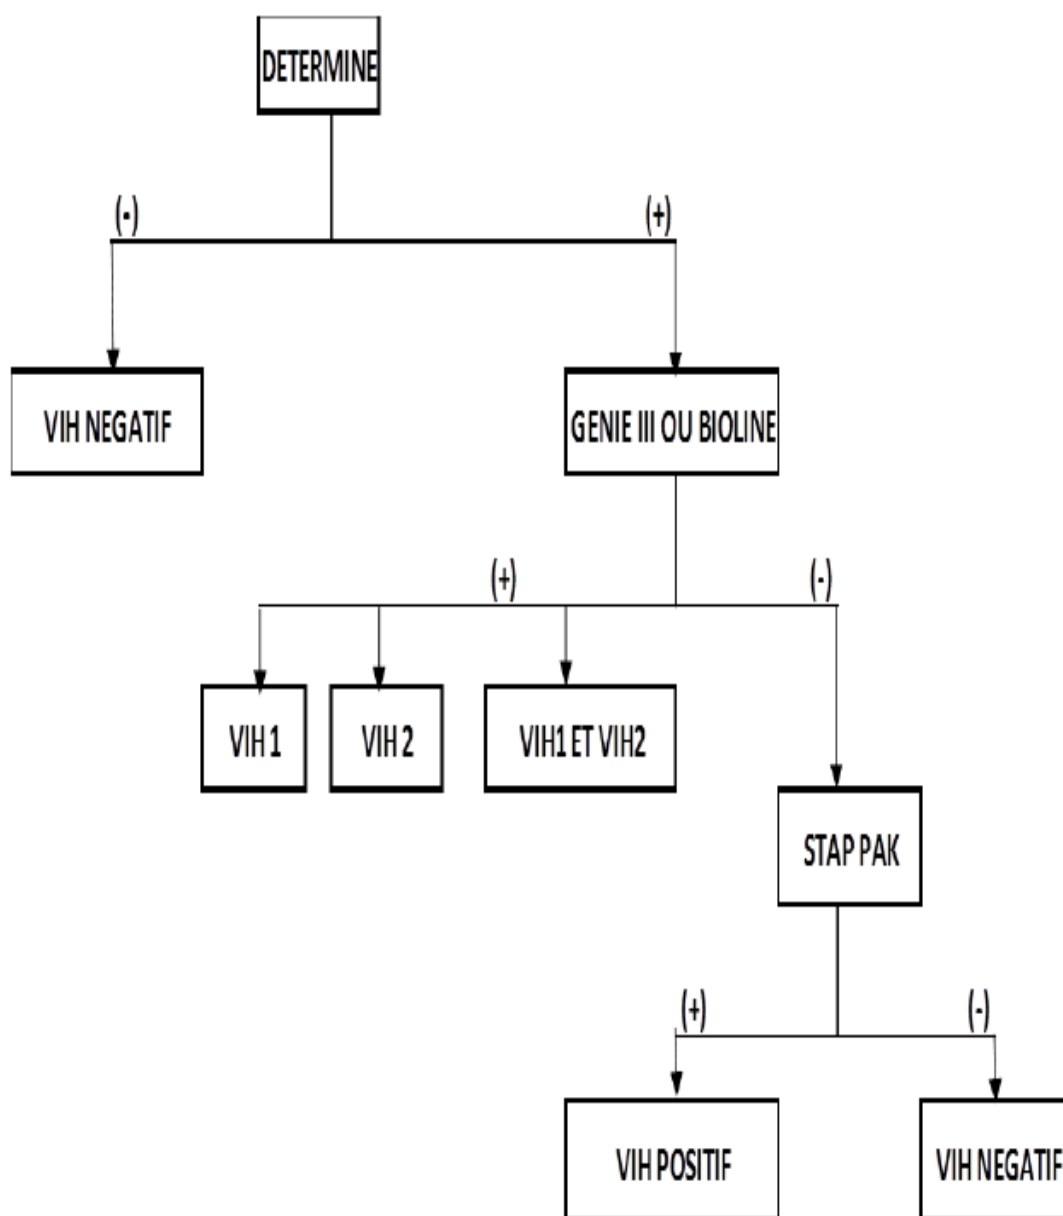 DETERMINE
(-)
(+)
VIH NEGATIF
GENIE III OU BIOLINE
(+)
(-)
VIH 1
VIH 2
VIH1 ET VIH2
STAP PAK
(+)
(-)
VIH POSITIF
VIH NEGATIF